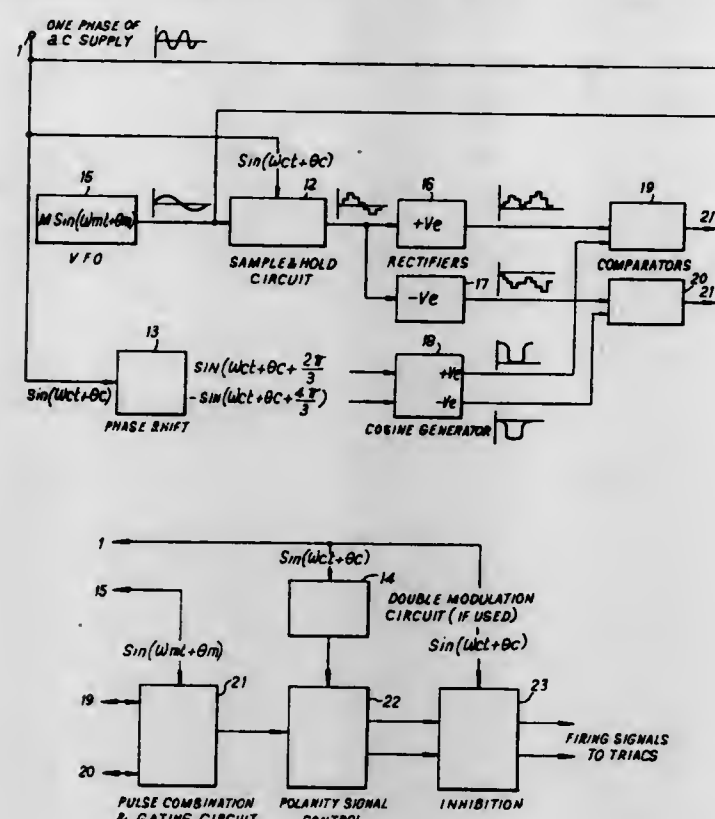 ONE PHASE OF
ac SUPPLY
1
Sin(ωct+θc)
15
12
16
19
M Sin(ωmt+θm)
+Ve
21
VFO
SAMPLE & HOLD
CIRCUIT
RECTIFIERS
COMPARATORS
17
20
-Ve
21
13
18
SIN(ωct+θc+2π/3
+Ve
Sin(ωct+θc)
-SIN(ωct+θc+4π/3)
-Ve
PHASE SHIFT
COSINE GENERATOR
1
Sin(ωct+θc)
14
15
DOUBLE MODULATION
CIRCUIT (IF USED)
Sin(ωmt+θm)
Sin(ωct+θc)
21
22
23
19
FIRING SIGNALS
TO TRIACS
20
PULSE COMBINATION
& GATING CIRCUIT
POLARITY SIGNAL
CONTROL
INHIBITION